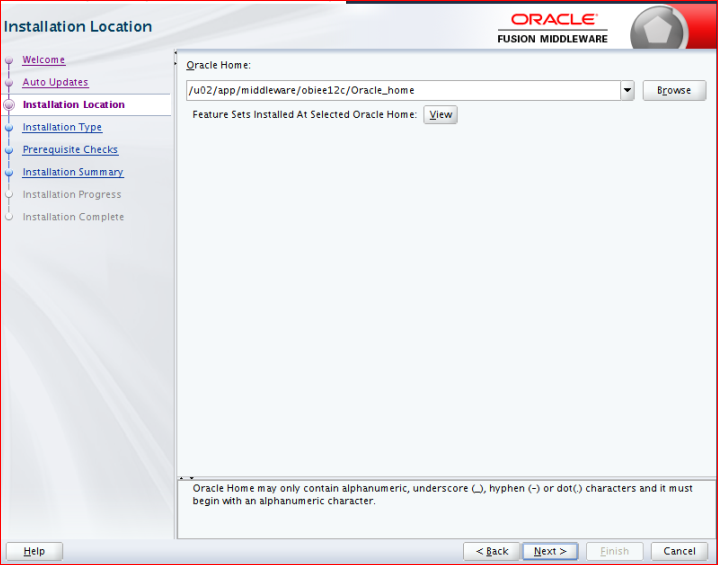 Installation Location
ORACLE
FUSION MIDDLEWARE
Welcome
Auto Updates
Installation Location
Installation Type
Prerequisite Checks
Installation Summary
Installation Progress
Installation Complete
Oracle Home:
/u02/app/middleware/obiee12c/Oracle_home
Browse
Feature Sets Installed At Selected Oracle Home: View
Oracle Home may only contain alphanumeric, underscore (_), hyphen (-) or dot(.) characters and it must
begin with an alphanumeric character.
Help
< Back Next > Finish Cancel